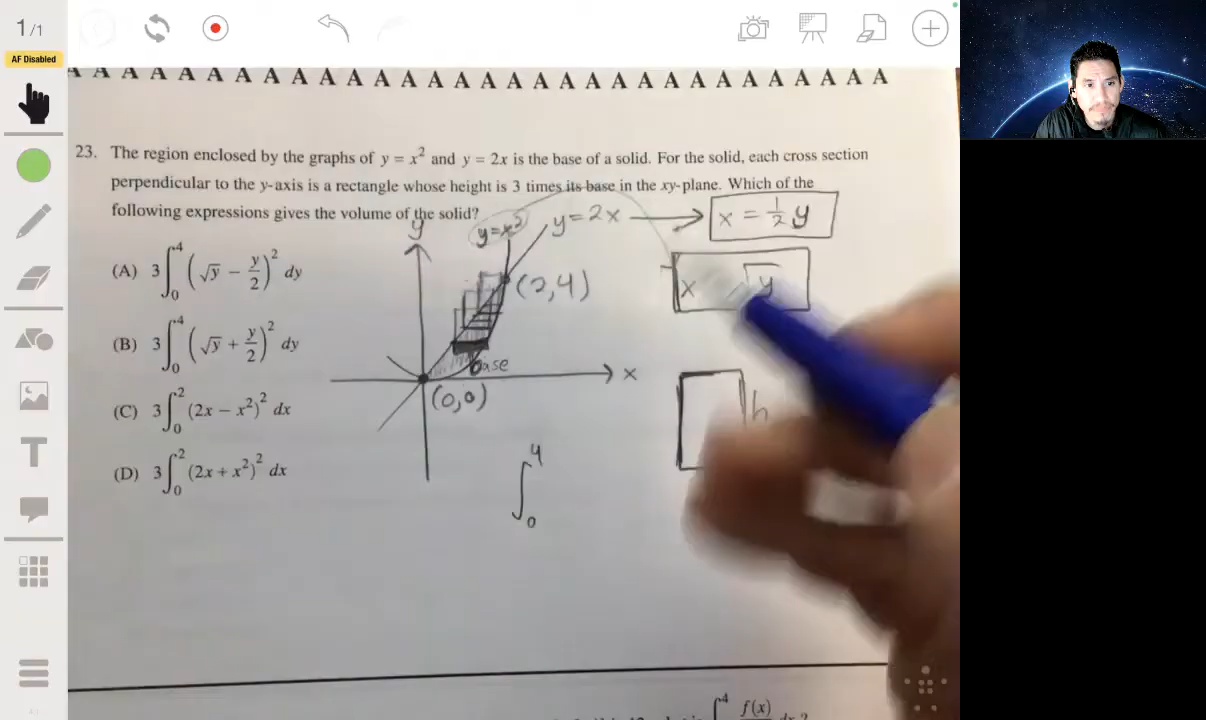 1/1
AF Disabled
A A A A A A A A A A A A A A A A A A A A A A A A A A A A A A
23. The region enclosed by the graphs of y = x² and y = 2x is the base of a solid. For the solid, each cross section
perpendicular to the y-axis is a rectangle whose height is 3 times its base in the xy-plane. Which of the
following expressions gives the volume of the solid?
(A) 3∫₀⁴ (√y − y/2)² dy
(B) 3∫₀⁴ (√y + y/2)² dy
(C) 3∫₀² (2x − x²)² dx
(D) 3∫₀² (2x + x²)² dx
y
y=x²
y=2x → x = ½ y
(2,4)
x √y
base
x
(0,0)
h
∫₀⁴
∫⁴ f(x)
T